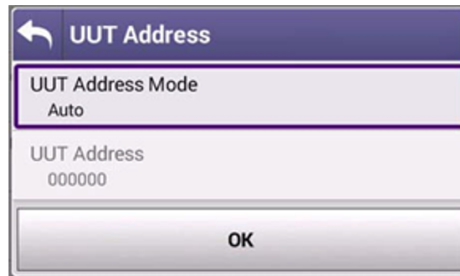 UUT Address
UUT Address Mode
Auto
UUT Address
000000
OK